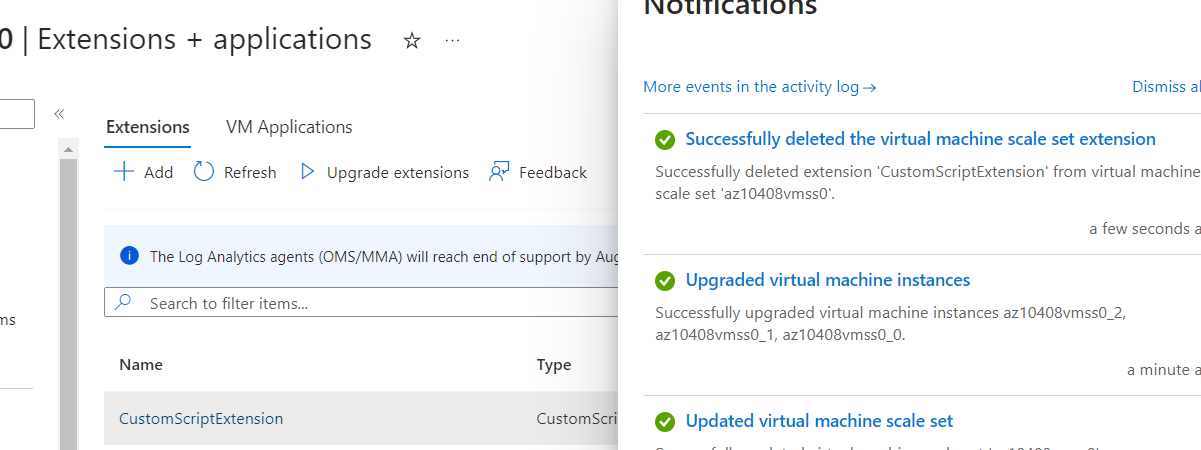 0 | Extensions + applications
Extensions
VM Applications
Add
Refresh
Upgrade extensions
Feedback
The Log Analytics agents (OMS/MMA) will reach end of support by Aug
Search to filter items...
ms
Name
Type
CustomScriptExtension
CustomScri
Notifications
More events in the activity log →
Dismiss al
Successfully deleted the virtual machine scale set extension
Successfully deleted extension 'CustomScriptExtension' from virtual machine
scale set 'az10408vmss0'.
a few seconds a
Upgraded virtual machine instances
Successfully upgraded virtual machine instances az10408vmss0_2,
az10408vmss0_1, az10408vmss0_0.
a minute a
Updated virtual machine scale set